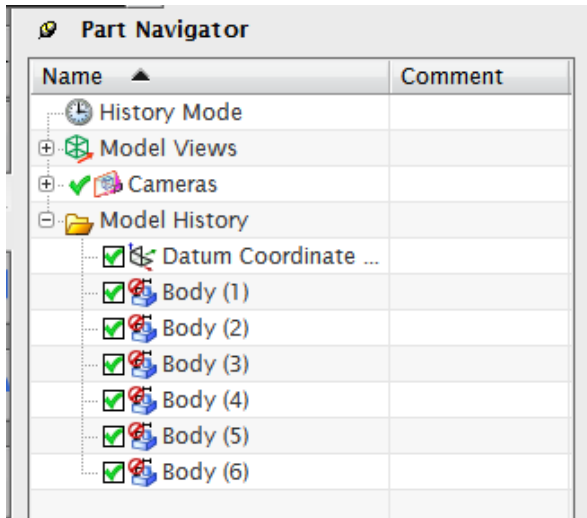 Part Navigator
Name Comment
History Mode
Model Views
Cameras
Model History
Datum Coordinate ...
Body (1)
Body (2)
Body (3)
Body (4)
Body (5)
Body (6)